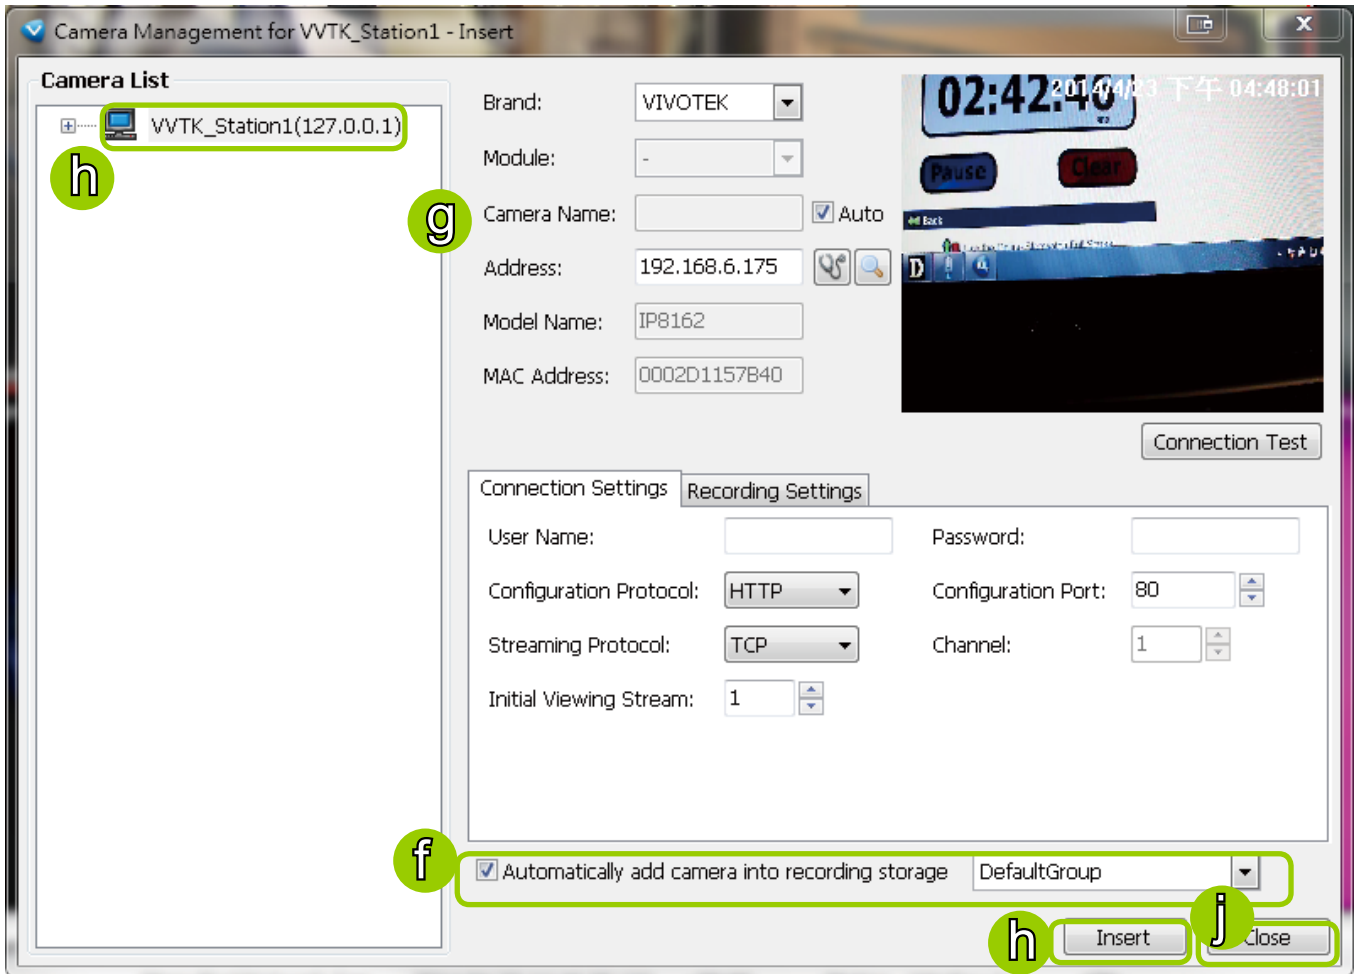 Camera Management for VVTK_Station1 - Insert
x
Camera List
VVTK_Station1(127.0.0.1)
h
g
Brand:
VIVOTEK
Module:
-
Camera Name:
Auto
Address:
192.168.6.175
Model Name:
IP8162
MAC Address:
0002D1157B40
02:42:46
2014/4/23 下午 04:48:01
Pause
Clear
Back
D
Connection Test
Connection Settings
Recording Settings
User Name:
Password:
Configuration Protocol:
HTTP
Configuration Port:
80
Streaming Protocol:
TCP
Channel:
1
Initial Viewing Stream:
1
f
Automatically add camera into recording storage
DefaultGroup
h
Insert
j
Close